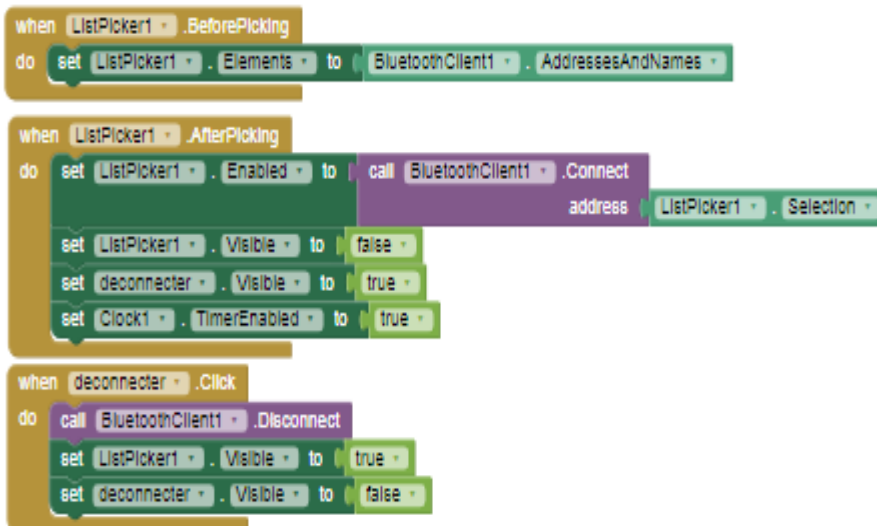 when ListPicker1 .BeforePicking
do set ListPicker1 . Elements to BluetoothClient1 . AddressesAndNames
when ListPicker1 .AfterPicking
do set ListPicker1 . Enabled to call BluetoothClient1 .Connect
address ListPicker1 . Selection
set ListPicker1 . Visible to false
set deconnecter . Visible to true
set Clock1 . TimerEnabled to true
when deconnecter .Click
do call BluetoothClient1 .Disconnect
set ListPicker1 . Visible to true
set deconnecter . Visible to false